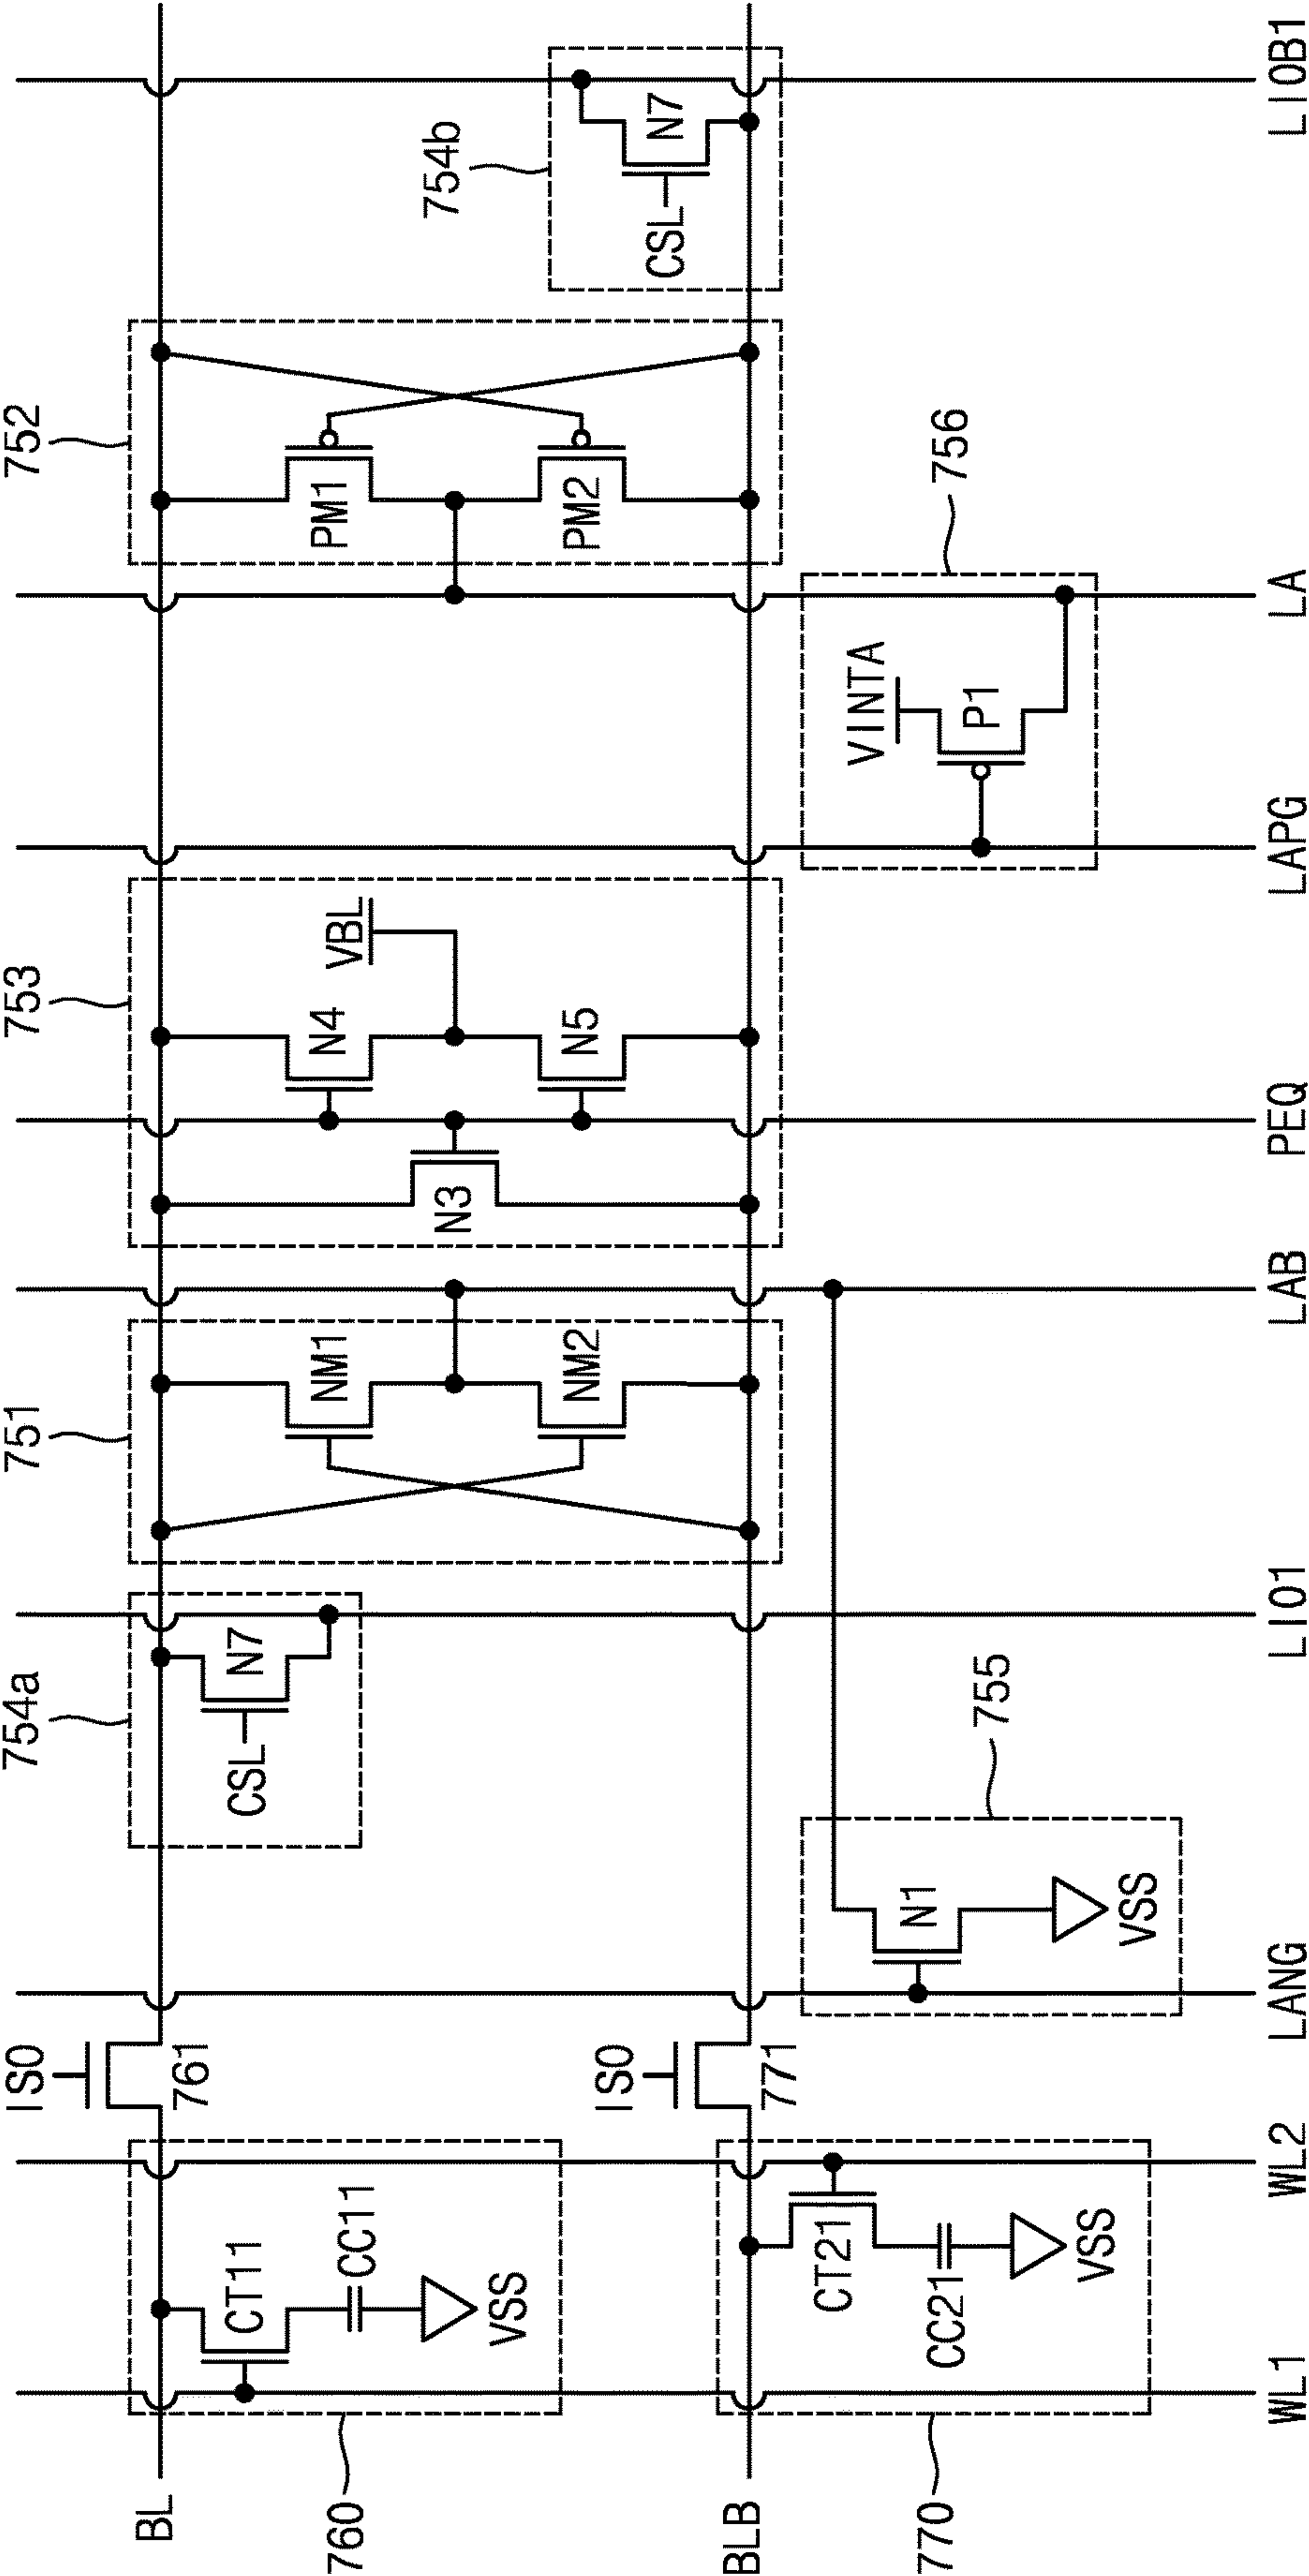 ISO
761
BL
WL1
WL2
CT11
CC11
VSS
760
ISO
771
BLB
CT21
CC21
VSS
770
754a
CSL
N7
751
NM1
NM2
753
N3
N4
N5
VBL
752
PM1
PM2
754b
CSL
N7
755
N1
VSS
756
VINTA
P1
WL1
WL2
LANG
LIO1
LAB
PEQ
LAPG
LA
LIOB1